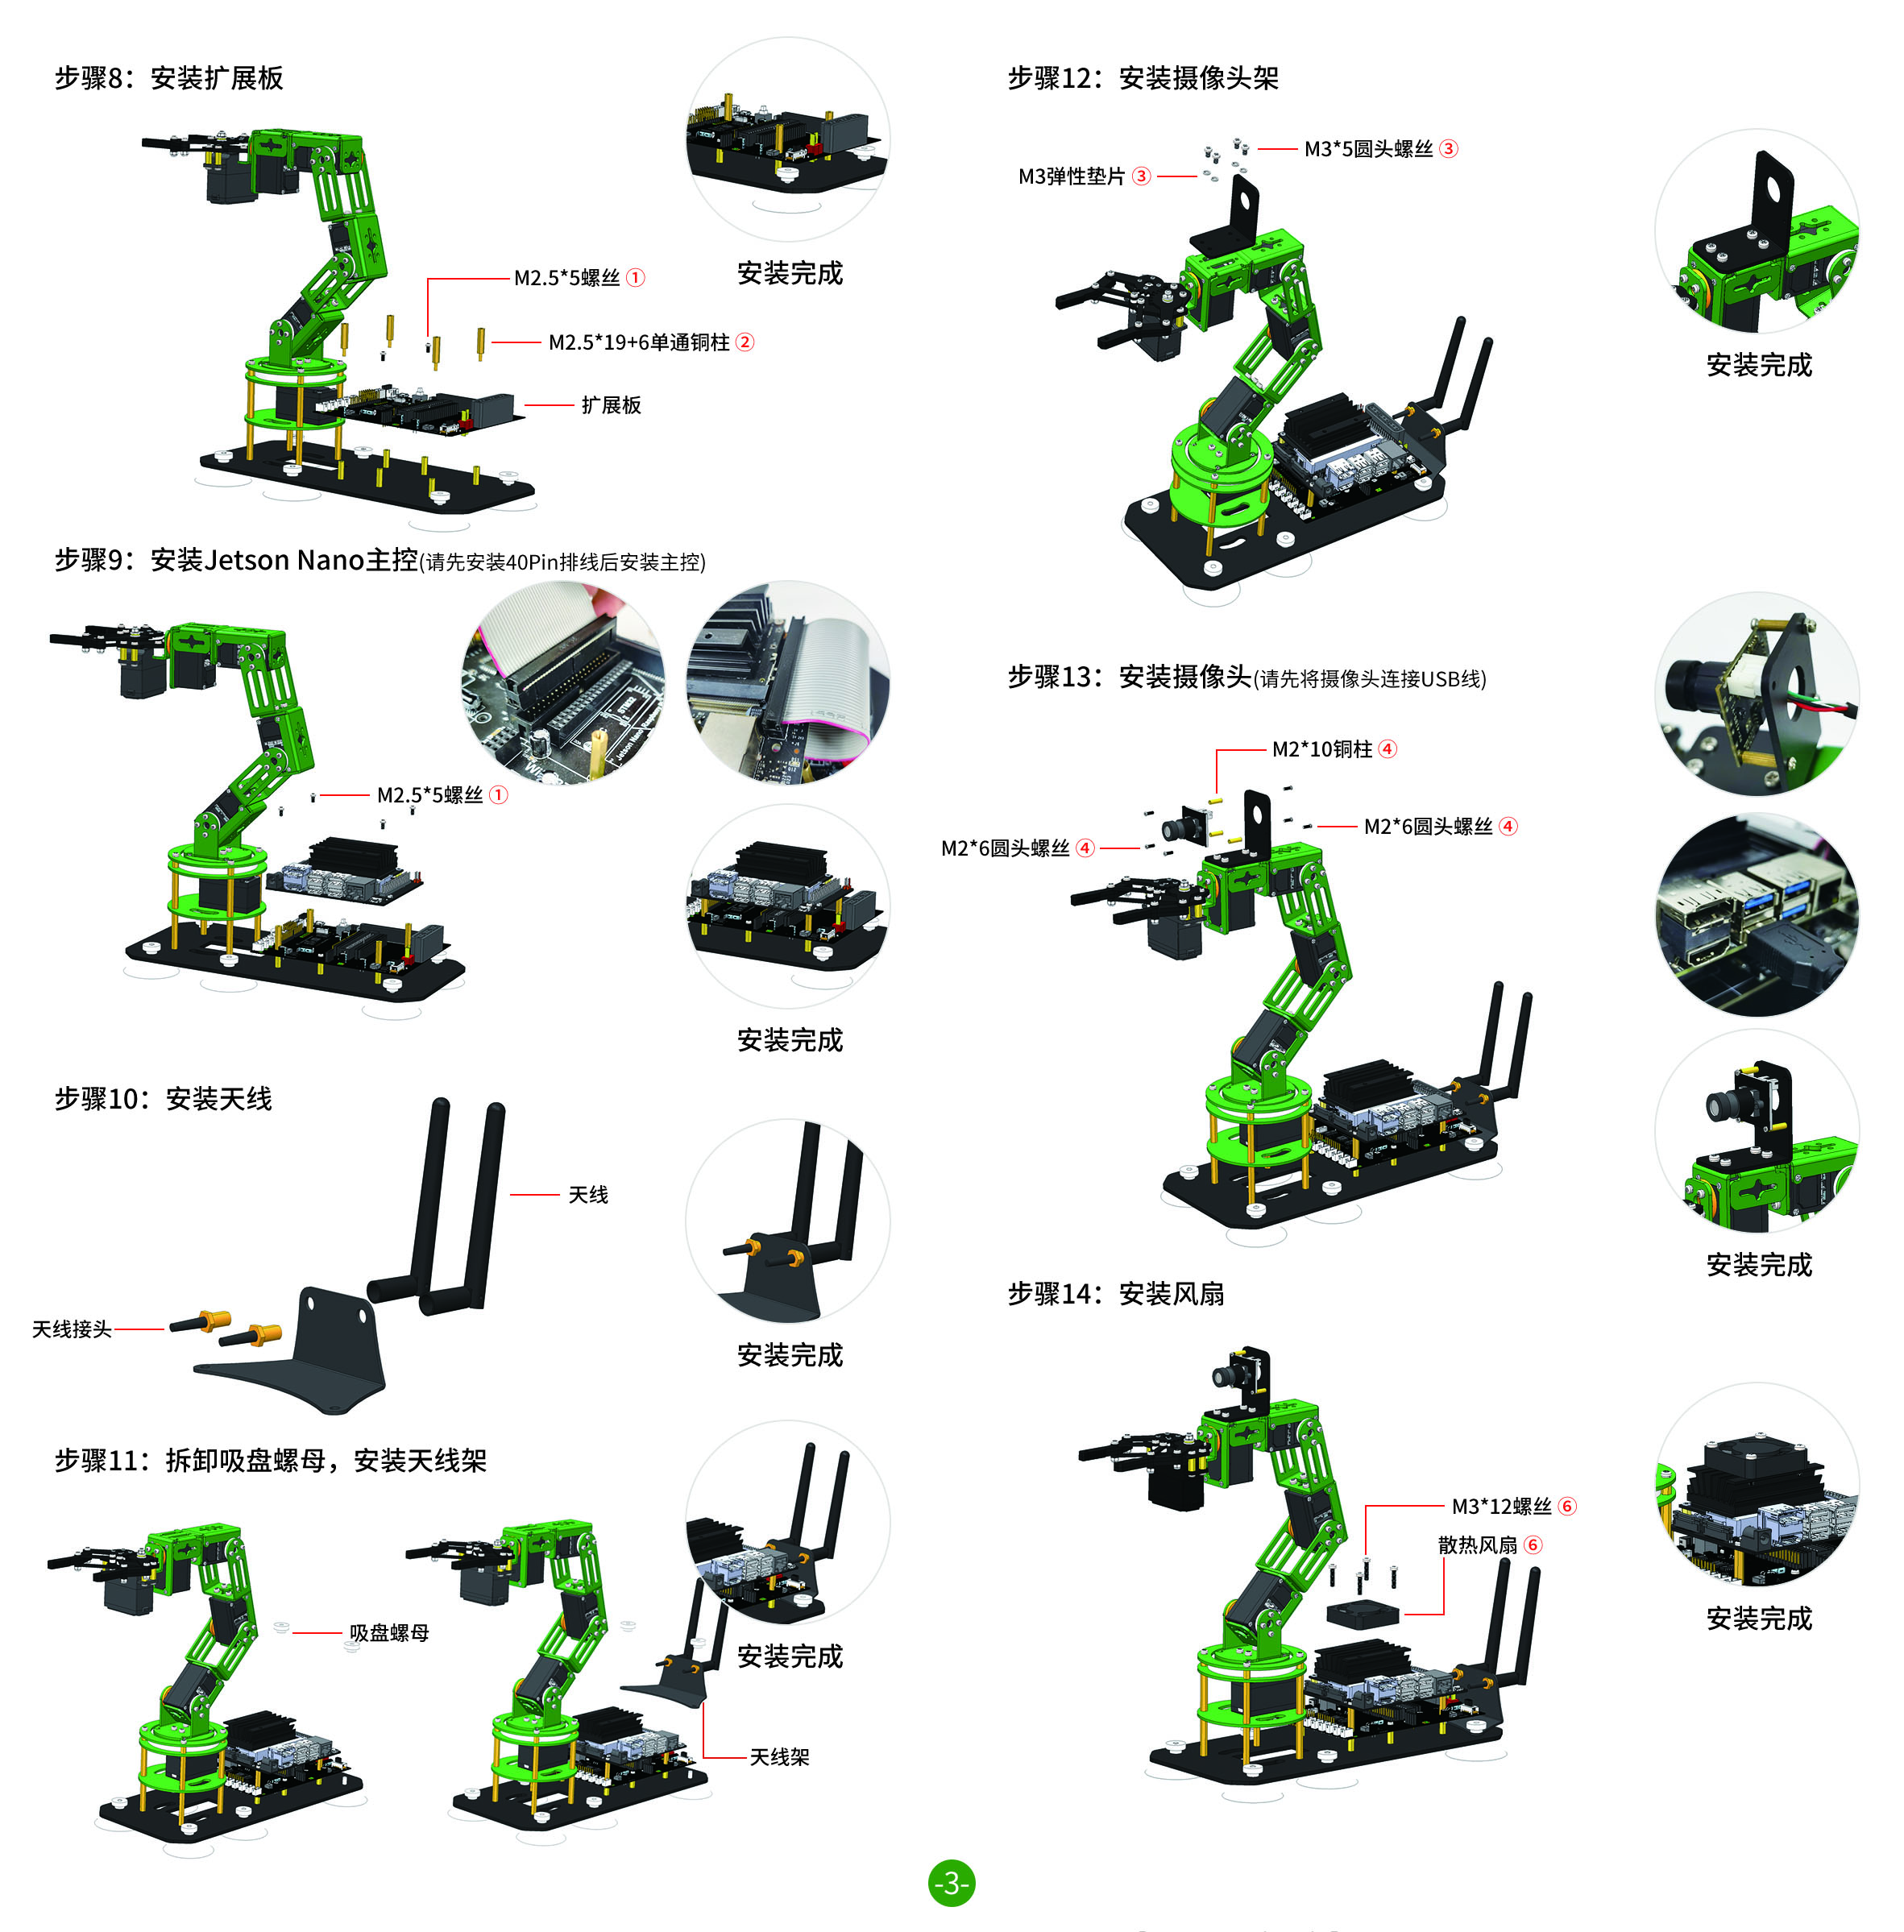 步骤8：安装扩展板
M2.5*5螺丝 ①
M2.5*19+6单通铜柱 ②
扩展板
安装完成
步骤9：安装Jetson Nano主控(请先安装40Pin排线后安装主控)
M2.5*5螺丝 ①
安装完成
步骤10：安装天线
天线
天线接头
安装完成
步骤11：拆卸吸盘螺母，安装天线架
吸盘螺母
安装完成
天线架
步骤12：安装摄像头架
M3*5圆头螺丝 ③
M3弹性垫片 ③
安装完成
步骤13：安装摄像头(请先将摄像头连接USB线)
M2*10铜柱 ④
M2*6圆头螺丝 ④
M2*6圆头螺丝 ④
安装完成
步骤14：安装风扇
M3*12螺丝 ⑥
散热风扇 ⑥
安装完成
-3-